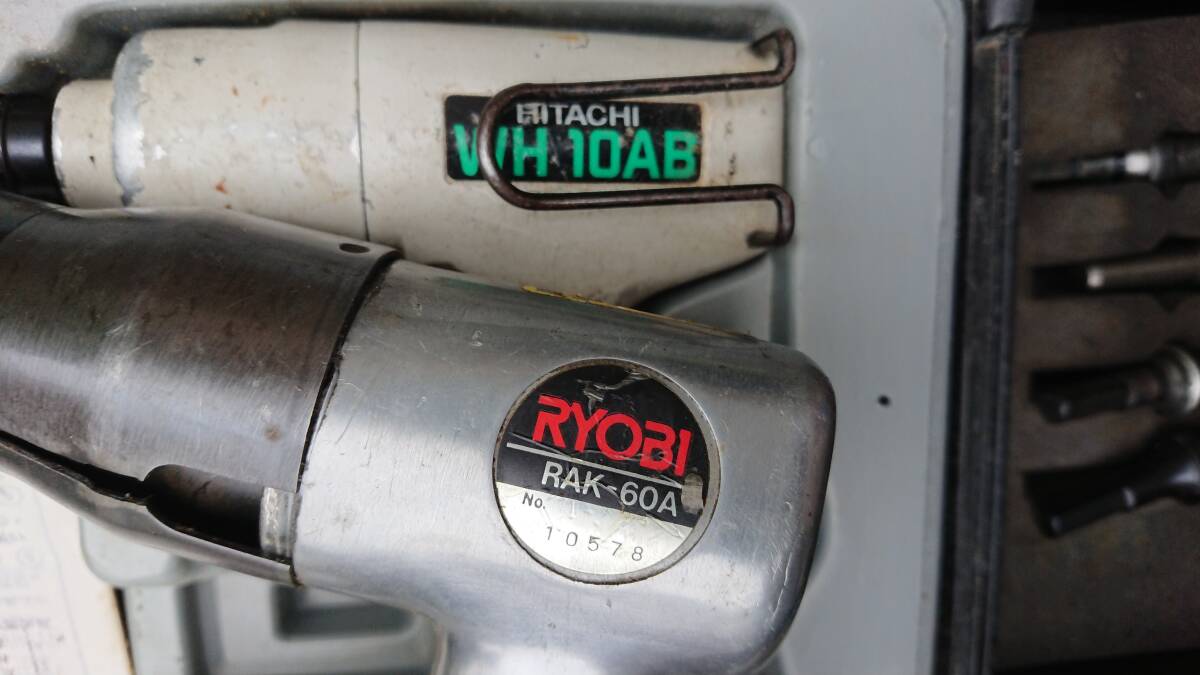 HITACHI
WH 10AB
RYOBI
RAK-60A
No.
10578